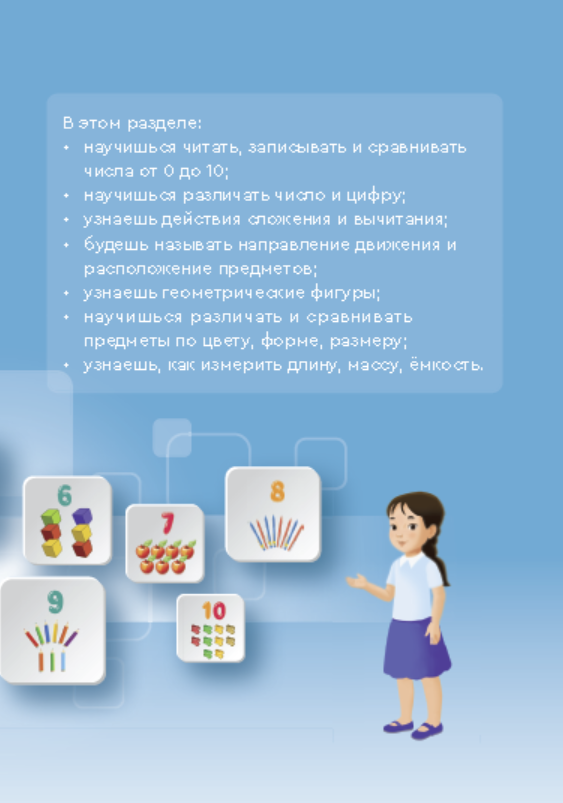 В этом разделе:
• научишься читать, записывать и сравнивать
числа от 0 до 10;
• научишься различать число и цифру;
• узнаешь действия сложения и вычитания;
• будешь называть направление движения и
расположение предметов;
• узнаешь геометрические фигуры;
• научишься различать и сравнивать
предметы по цвету, форме, размеру;
• узнаешь, как измерить длину, массу, ёмкость.
6
7
8
9
10